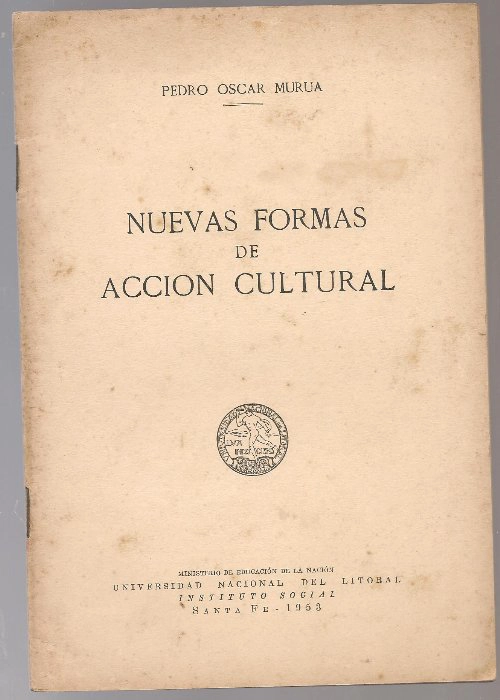 PEDRO OSCAR MURUA
NUEVAS FORMAS
DE
ACCION CULTURAL
MINISTERIO DE EDUCACIÓN DE LA NACIÓN
UNIVERSIDAD NACIONAL DEL LITORAL
INSTITUTO SOCIAL
SANTA FE - 1953